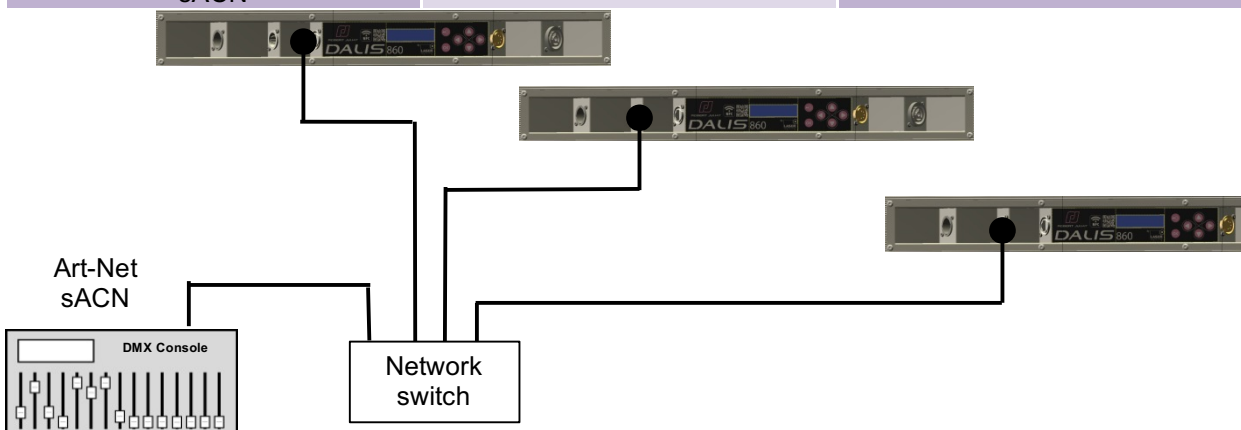 sACN
DALIS 860
DALIS 860
DALIS 860
Art-Net
sACN
DMX Console
Network
switch